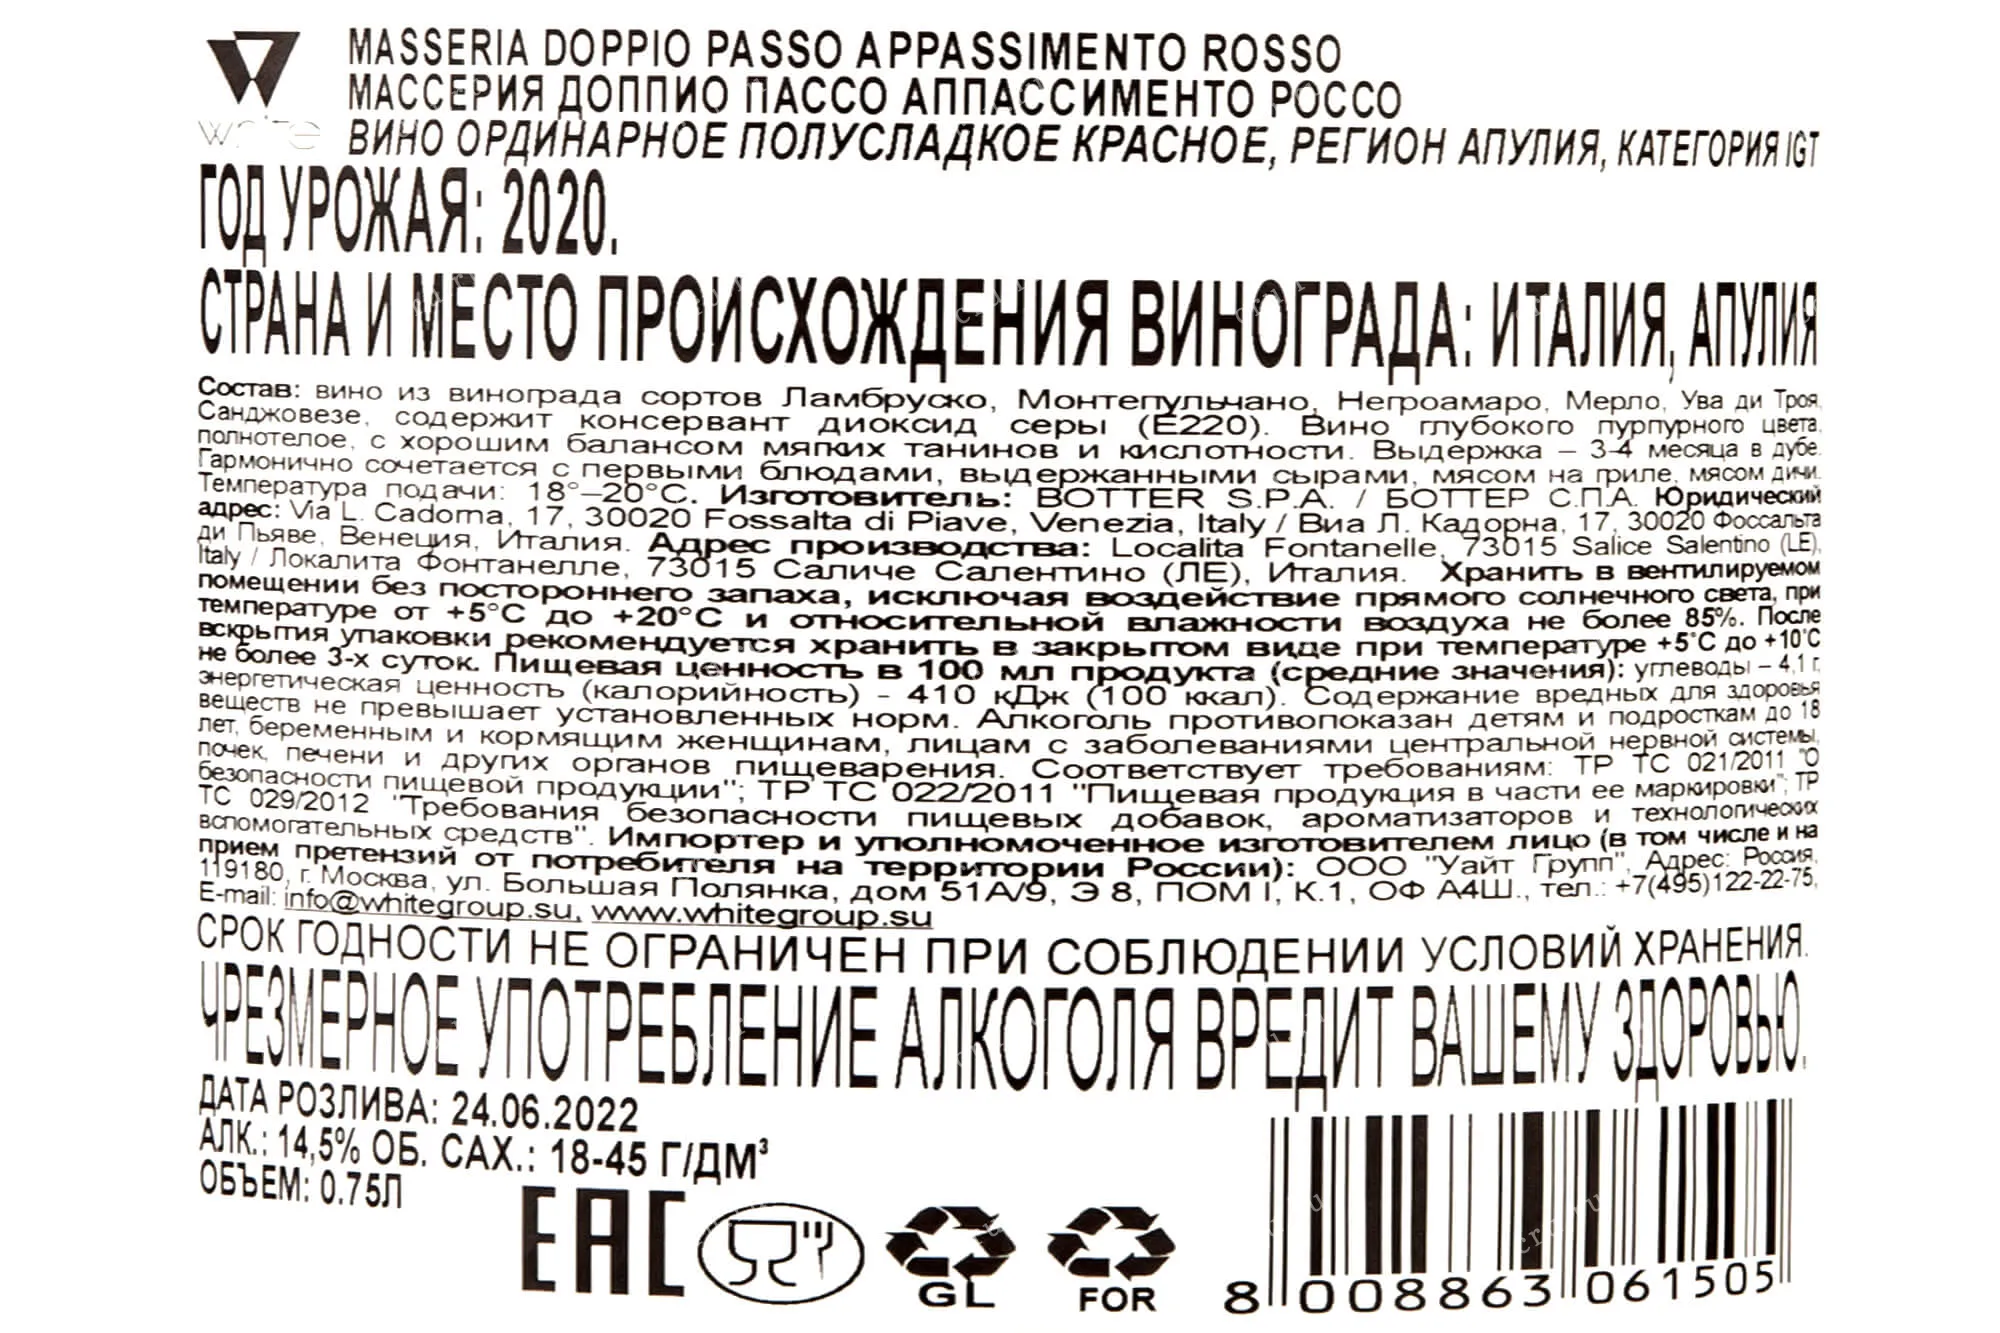 MASSERIA DOPPIO PASSO APPASSIMENTO ROSSO
МАССЕРИЯ ДОППИО ПАССО АППАССИМЕНТО РОССО
white
ВИНО ОРДИНАРНОЕ ПОЛУСЛАДКОЕ КРАСНОЕ, РЕГИОН АПУЛИЯ, КАТЕГОРИЯ IGT
ГОД УРОЖАЯ: 2020.
СТРАНА И МЕСТО ПРОИСХОЖДЕНИЯ ВИНОГРАДА: ИТАЛИЯ, АПУЛИЯ
Состав: вино из винограда сортов Ламбруско, Монтепульчано, Негроамаро, Мерло, Ува ди Троя,
Санджовезе, содержит консервант диоксид серы (Е220). Вино глубокого пурпурного цвета,
полнотелое, с хорошим балансом мягких танинов и кислотности. Выдержка – 3-4 месяца в дубе.
Гармонично сочетается с первыми блюдами, выдержанными сырами, мясом на гриле, мясом дичи.
Температура подачи: 18°–20°С. Изготовитель: BOTTER S.P.A. / БОТТЕР С.П.А. Юридический
адрес: Via L. Cadorna, 17, 30020 Fossalta di Piave, Venezia, Italy / Виа Л. Кадорна, 17, 30020 Фоссальта
ди Пьяве, Венеция, Италия. Адрес производства: Localita Fontanelle, 73015 Salice Salentino (LE),
Italy / Локалита Фонтанелле, 73015 Саличе Салентино (ЛЕ), Италия. Хранить в вентилируемом
помещении без постороннего запаха, исключая воздействие прямого солнечного света, при
температуре от +5°С до +20°С и относительной влажности воздуха не более 85%. После
вскрытия упаковки рекомендуется хранить в закрытом виде при температуре +5°С до +10°С
не более 3-х суток. Пищевая ценность в 100 мл продукта (средние значения): углеводы – 4,1 г,
энергетическая ценность (калорийность) - 410 кДж (100 ккал). Содержание вредных для здоровья
веществ не превышает установленных норм. Алкоголь противопоказан детям и подросткам до 18
лет, беременным и кормящим женщинам, лицам с заболеваниями центральной нервной системы,
почек, печени и других органов пищеварения. Соответствует требованиям: ТР ТС 021/2011 "О
безопасности пищевой продукции"; ТР ТС 022/2011 "Пищевая продукция в части ее маркировки"; ТР
ТС 029/2012 "Требования безопасности пищевых добавок, ароматизаторов и технологических
вспомогательных средств". Импортер и уполномоченное изготовителем лицо (в том числе и на
прием претензий от потребителя на территории России): ООО "Уайт Групп", Адрес: Россия,
119180, г. Москва, ул. Большая Полянка, дом 51А/9, Э 8, ПОМ I, К.1, ОФ А4Ш., тел.: +7(495)122-22-75,
E-mail: info@whitegroup.su, www.whitegroup.su
СРОК ГОДНОСТИ НЕ ОГРАНИЧЕН ПРИ СОБЛЮДЕНИИ УСЛОВИЙ ХРАНЕНИЯ.
ЧРЕЗМЕРНОЕ УПОТРЕБЛЕНИЕ АЛКОГОЛЯ ВРЕДИТ ВАШЕМУ ЗДОРОВЬЮ.
ДАТА РОЗЛИВА: 24.06.2022
АЛК.: 14,5% ОБ. САХ.: 18-45 Г/ДМ³
ОБЪЕМ: 0.75Л
EAC
GL
FOR
8 008863 061505